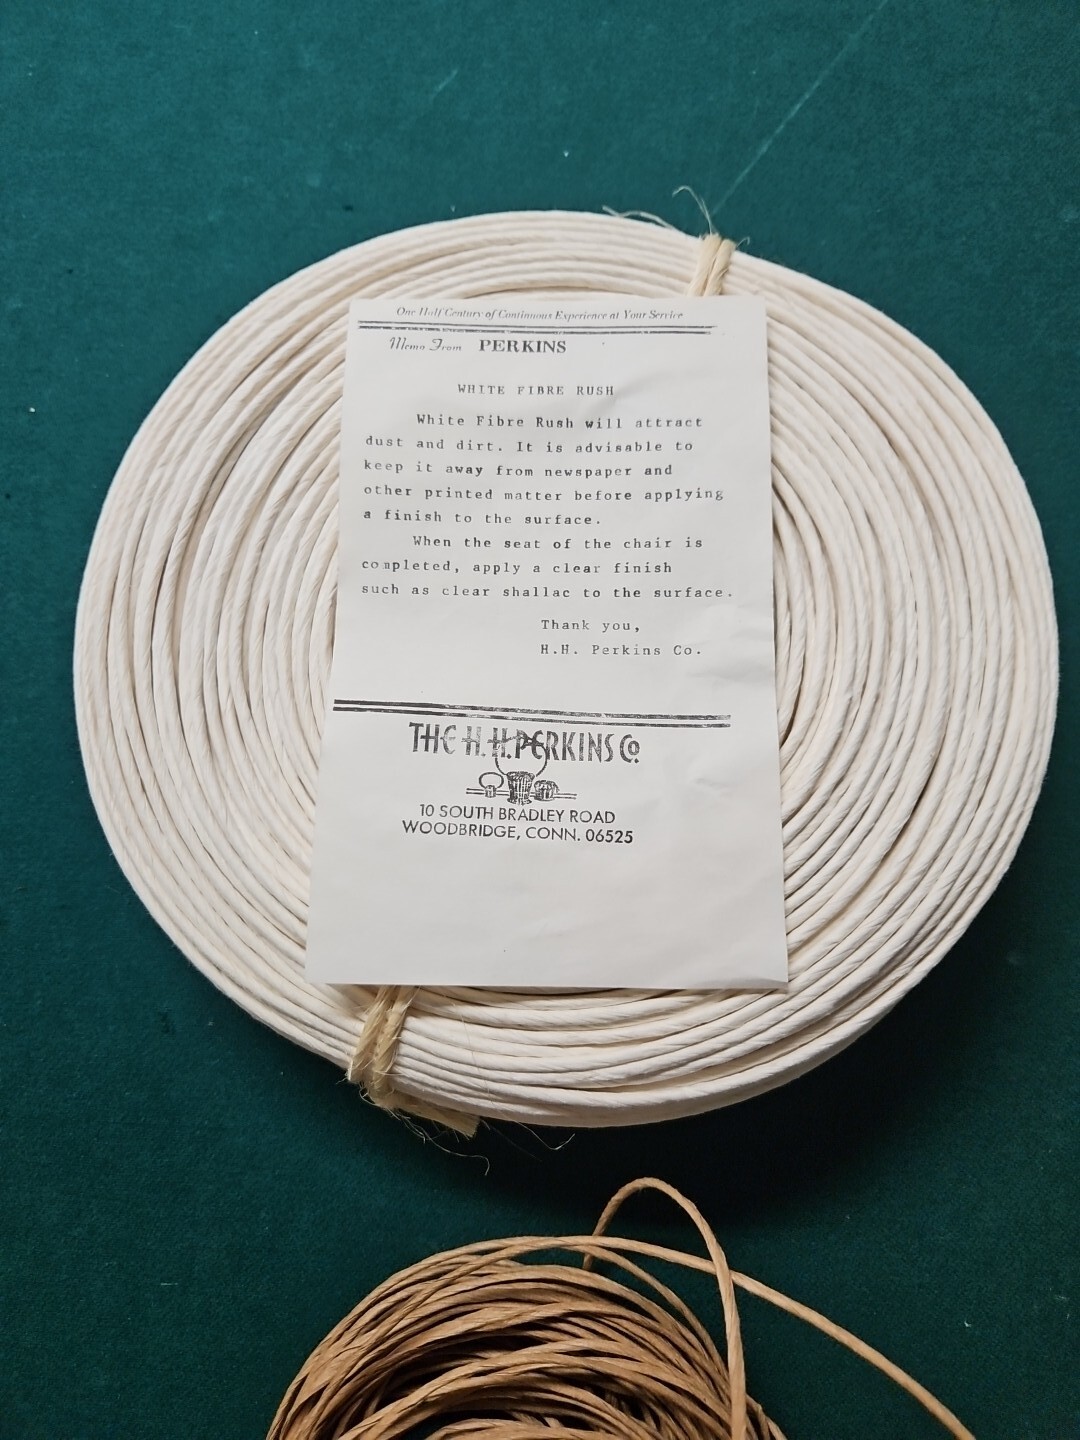 One Half Century of Continuous Experience at Your Service
Memo From PERKINS
WHITE FIBRE RUSH
White Fibre Rush will attract
dust and dirt. It is advisable to
keep it away from newspaper and
other printed matter before applying
a finish to the surface.
When the seat of the chair is
completed, apply a clear finish
such as clear shallac to the surface.
Thank you,
H.H. Perkins Co.
THE H.H. PERKINS Co.
10 SOUTH BRADLEY ROAD
WOODBRIDGE, CONN. 06525